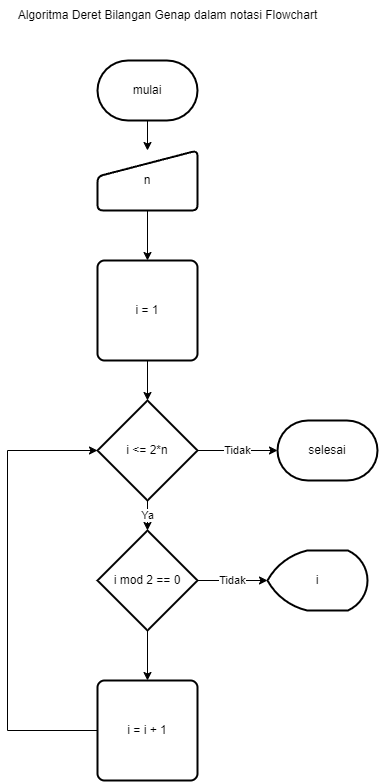 Algoritma Deret Bilangan Genap dalam notasi Flowchart
mulai
n
i = 1
i <= 2*n
Tidak
selesai
Ya
i mod 2 == 0
Tidak
i
i = i + 1